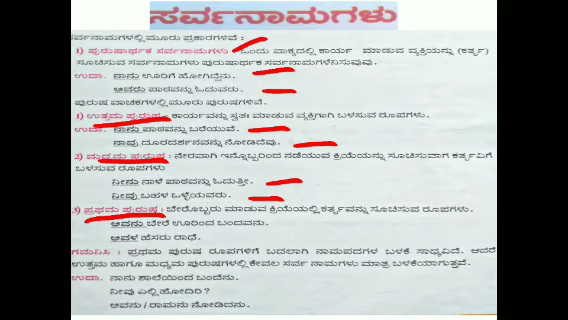 ಸರ್ವನಾಮಗಳು
ಸರ್ವನಾಮಗಳಲ್ಲಿ ಮೂರು ಪ್ರಕಾರಗಳಿವೆ :
1) ಪುರುಷಾರ್ಥಕ ಸರ್ವನಾಮಗಳು : ಒಂದು ವಾಕ್ಯದಲ್ಲಿ ಕಾರ್ಯ ಮಾಡುವ ವ್ಯಕ್ತಿಯನ್ನು (ಕರ್ತೃ)
ಸೂಚಿಸುವ ಸರ್ವನಾಮಗಳು ಪುರುಷಾರ್ಥಕ ಸರ್ವನಾಮಗಳೆನಿಸುವುವು.
ಉದಾ. ನಾನು ಊರಿಗೆ ಹೋಗಿದ್ದೆನು.
ಅವರು ಪಾಠವನ್ನು ಓದುವರು.
ಪುರುಷ ವಾಚಕಗಳಲ್ಲಿ ಮೂರು ಪುರುಷಗಳಿವೆ.
1) ಉತ್ತಮ ಪುರುಷ : ಕಾರ್ಯವನ್ನು ಸ್ವತಃ ಮಾಡುವ ವ್ಯಕ್ತಿಗಾಗಿ ಬಳಸುವ ರೂಪಗಳು.
ಉದಾ. ನಾನು ಪಾಠವನ್ನು ಬರೆಯುವೆ.
ನಾವು ದೂರದರ್ಶನವನ್ನು ನೋಡಿದೆವು.
2) ಮಧ್ಯಮ ಪುರುಷ : ನೇರವಾಗಿ ಇನ್ನೊಬ್ಬರಿಂದ ನಡೆಯುವ ಕ್ರಿಯೆಯನ್ನು ಸೂಚಿಸುವಾಗ ಕರ್ತೃವಿಗೆ
ಬಳಸುವ ರೂಪಗಳು
ನೀನು ನಾಳೆ ಪಾಠವನ್ನು ಓದುತ್ತೀ.
ನೀವು ಬಹಳ ಒಳ್ಳೆಯವರು.
3) ಪ್ರಥಮ ಪುರುಷ : ಬೇರೊಬ್ಬರು ಮಾಡುವ ಕ್ರಿಯೆಯಲ್ಲಿ ಕರ್ತೃವನ್ನು ಸೂಚಿಸುವ ರೂಪಗಳು.
ಅವನು ಬೇರೆ ಊರಿಂದ ಬಂದವನು.
ಅವಳ ಹೆಸರು ರಾಧೆ.
ಗಮನಿಸಿ : ಪ್ರಥಮ ಪುರುಷ ರೂಪಗಳಿಗೆ ಬದಲಾಗಿ ನಾಮಪದಗಳ ಬಳಕೆ ಸಾಧ್ಯವಿದೆ. ಆದರೆ
ಉತ್ತಮ ಹಾಗೂ ಮಧ್ಯಮ ಪುರುಷಗಳಲ್ಲಿ ಕೇವಲ ಸರ್ವ ನಾಮಗಳು ಮಾತ್ರ ಬಳಕೆಯಾಗುತ್ತವೆ.
ಉದಾ. ನಾನು ಶಾಲೆಯಿಂದ ಬಂದೆನು.
ನೀವು ಎಲ್ಲಿ ಹೋದಿರಿ ?
ಅವನು / ರಾಮನು ನೋಡಿದನು.